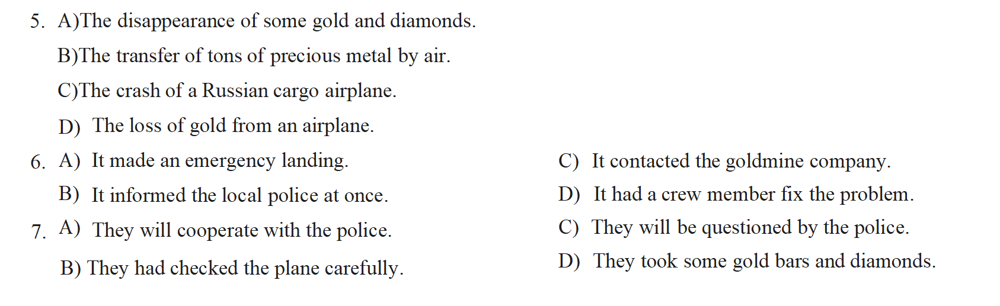 5. A)The disappearance of some gold and diamonds.
B)The transfer of tons of precious metal by air.
C)The crash of a Russian cargo airplane.
D) The loss of gold from an airplane.
6. A) It made an emergency landing.
B) It informed the local police at once.
C) It contacted the goldmine company.
D) It had a crew member fix the problem.
7. A) They will cooperate with the police.
B) They had checked the plane carefully.
C) They will be questioned by the police.
D) They took some gold bars and diamonds.